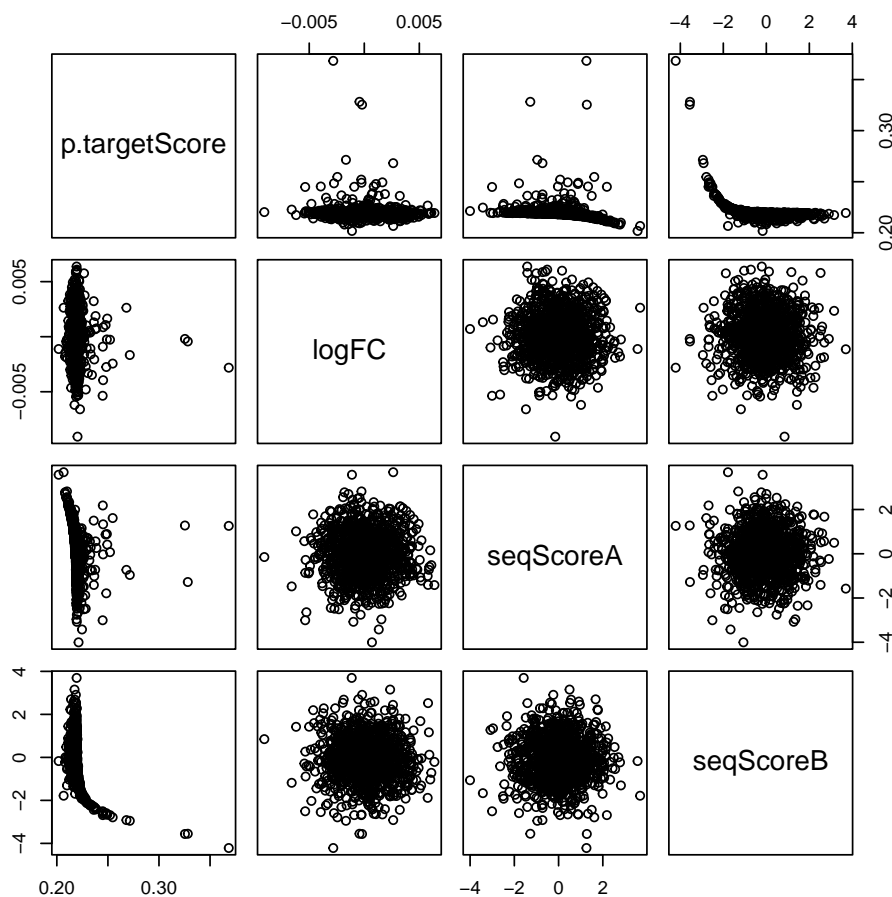 -0.005 0.005 -4 -2 0 2 4
p.targetScore 0.20 0.30
-0.005 0.005 logFC
seqScoreA -4 -2 0 2
-4 -2 0 2 4 seqScoreB
0.20 0.30 -4 -2 0 2